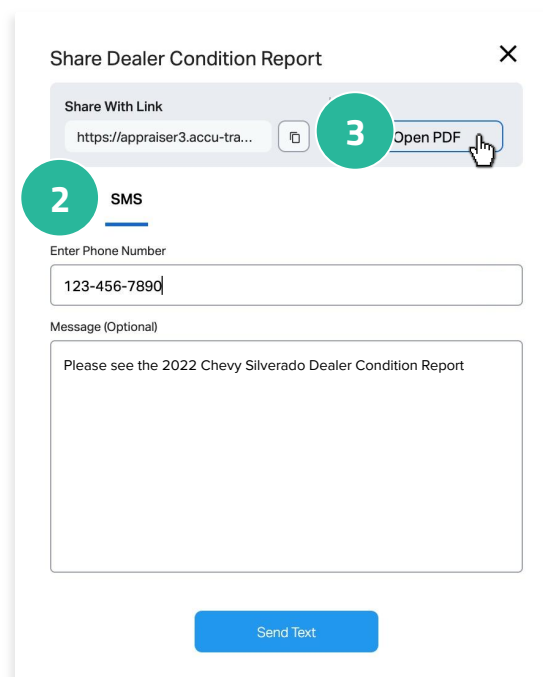 Share Dealer Condition Report
Share With Link
https://appraiser3.accu-tra...
3
Open PDF
2
SMS
Enter Phone Number
123-456-7890
Message (Optional)
Please see the 2022 Chevy Silverado Dealer Condition Report
Send Text